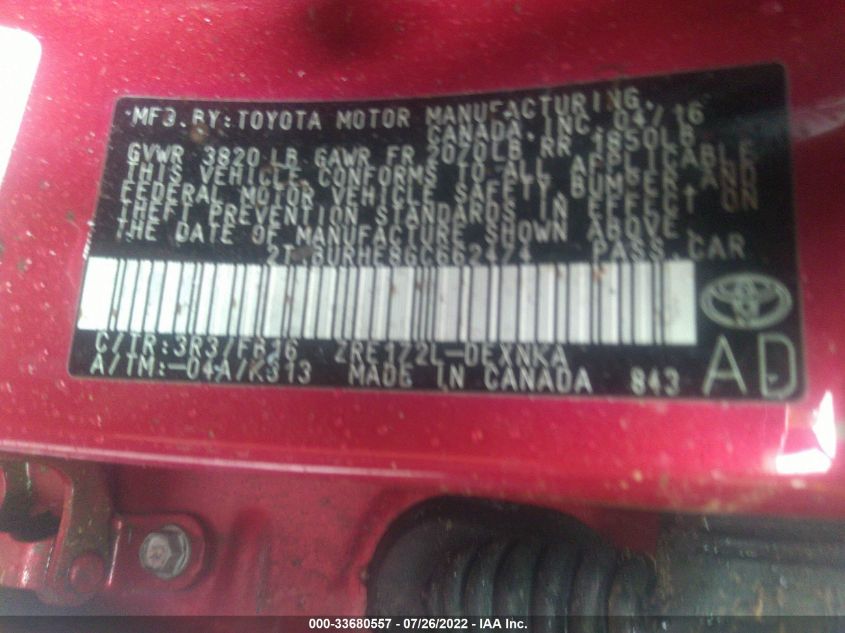 MFD.BY:TOYOTA MOTOR MANUFACTURING
CANADA,INC.04/16
GVWR 3820 LB GAWR FR 2070LB RR 1850LB
THIS VEHICLE CONFORMS TO ALL APPLICABLE
FEDERAL MOTOR VEHICLE SAFETY,BUMPER AND
THEFT PREVENTION STANDARDS IN EFFECT ON
THE DATE OF MANUFACTURE SHOWN ABOVE.
2T1BURHE8GC662474 PASS.CAR
C/TR:3R3/FB16 ZRE172L-DEXNKA
A/TM:-04A/K313 MADE IN CANADA 843
AD
000-33680557 - 07/26/2022 - IAA Inc.